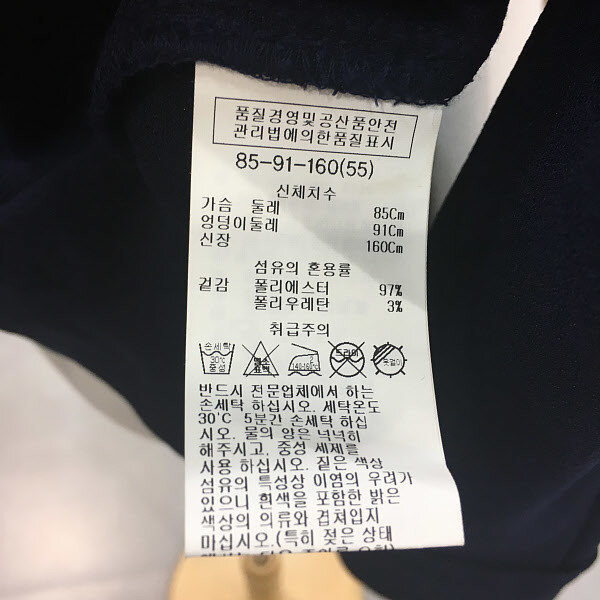 품질경영및공산품안전
관리법에의한품질표시
85-91-160(55)
신체치수
가슴 둘레 85Cm
엉덩이둘레 91Cm
신장 160Cm
섬유의 혼용률
겉감 폴리에스터 97%
폴리우레탄 3%
취급주의
손세탁 30℃ 중성 염소표백 140~160℃ 드라이 옷걸이
반드시 전문업체에서 하는
손세탁 하십시오. 세탁온도
30'C 5분간 손세탁 하십
시오. 물의 양은 넉넉히
해주시고. 중성 세제를
사용 하십시오. 짙은 색상
섬유의 특성상 이염의 우려가
있으니 흰색을 포함한 밝은
색상의 의류와 겹쳐입지
마십시오.(특히 젖은 상태